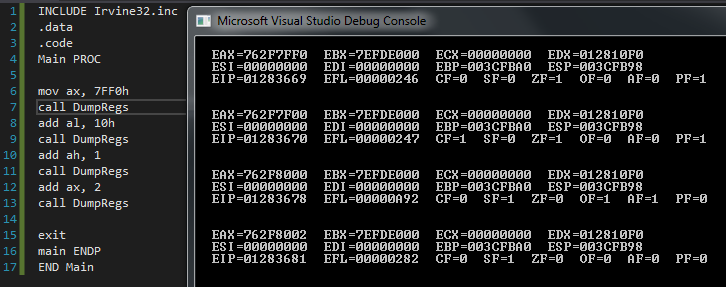 1 INCLUDE Irvine32.inc
2 .data
3 .code
4 Main PROC
5
6 mov ax, 7FF0h
7 call DumpRegs
8 add al, 10h
9 call DumpRegs
10 add ah, 1
11 call DumpRegs
12 add ax, 2
13 call DumpRegs
14
15 exit
16 main ENDP
17 END Main
Microsoft Visual Studio Debug Console
EAX=762F7FF0 EBX=7EFDE000 ECX=00000000 EDX=012810F0
ESI=00000000 EDI=00000000 EBP=003CFBA0 ESP=003CFB98
EIP=01283669 EFL=00000246 CF=0 SF=0 ZF=1 OF=0 AF=0 PF=1
EAX=762F7F00 EBX=7EFDE000 ECX=00000000 EDX=012810F0
ESI=00000000 EDI=00000000 EBP=003CFBA0 ESP=003CFB98
EIP=01283670 EFL=00000247 CF=1 SF=0 ZF=1 OF=0 AF=0 PF=1
EAX=762F8000 EBX=7EFDE000 ECX=00000000 EDX=012810F0
ESI=00000000 EDI=00000000 EBP=003CFBA0 ESP=003CFB98
EIP=01283678 EFL=00000A92 CF=0 SF=1 ZF=0 OF=1 AF=1 PF=0
EAX=762F8002 EBX=7EFDE000 ECX=00000000 EDX=012810F0
ESI=00000000 EDI=00000000 EBP=003CFBA0 ESP=003CFB98
EIP=01283681 EFL=00000282 CF=0 SF=1 ZF=0 OF=0 AF=0 PF=0